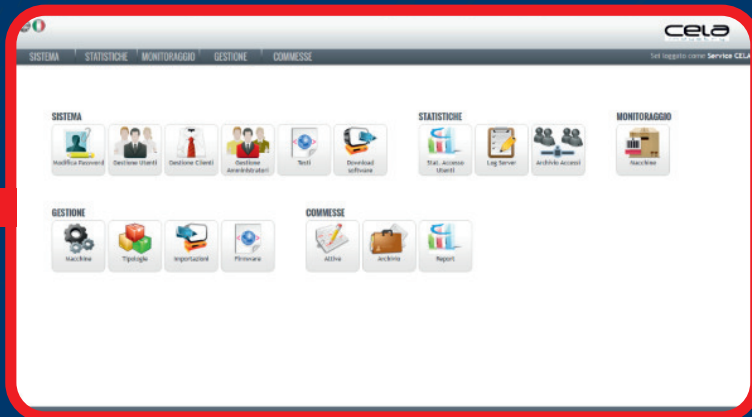 cela
SISTEMA STATISTICHE MONITORAGGIO GESTIONE COMMESSE
Sei loggato come Service CELA
SISTEMA
Modifica Password Gestione Utenti Gestione Clienti Gestione Amministratori Testi Download software
STATISTICHE
Stat. Accesso Utenti Log Server Archivio Accessi
MONITORAGGIO
Macchine
GESTIONE
Macchine Tipologie Importazioni Firmware
COMMESSE
Attive Archivio Report